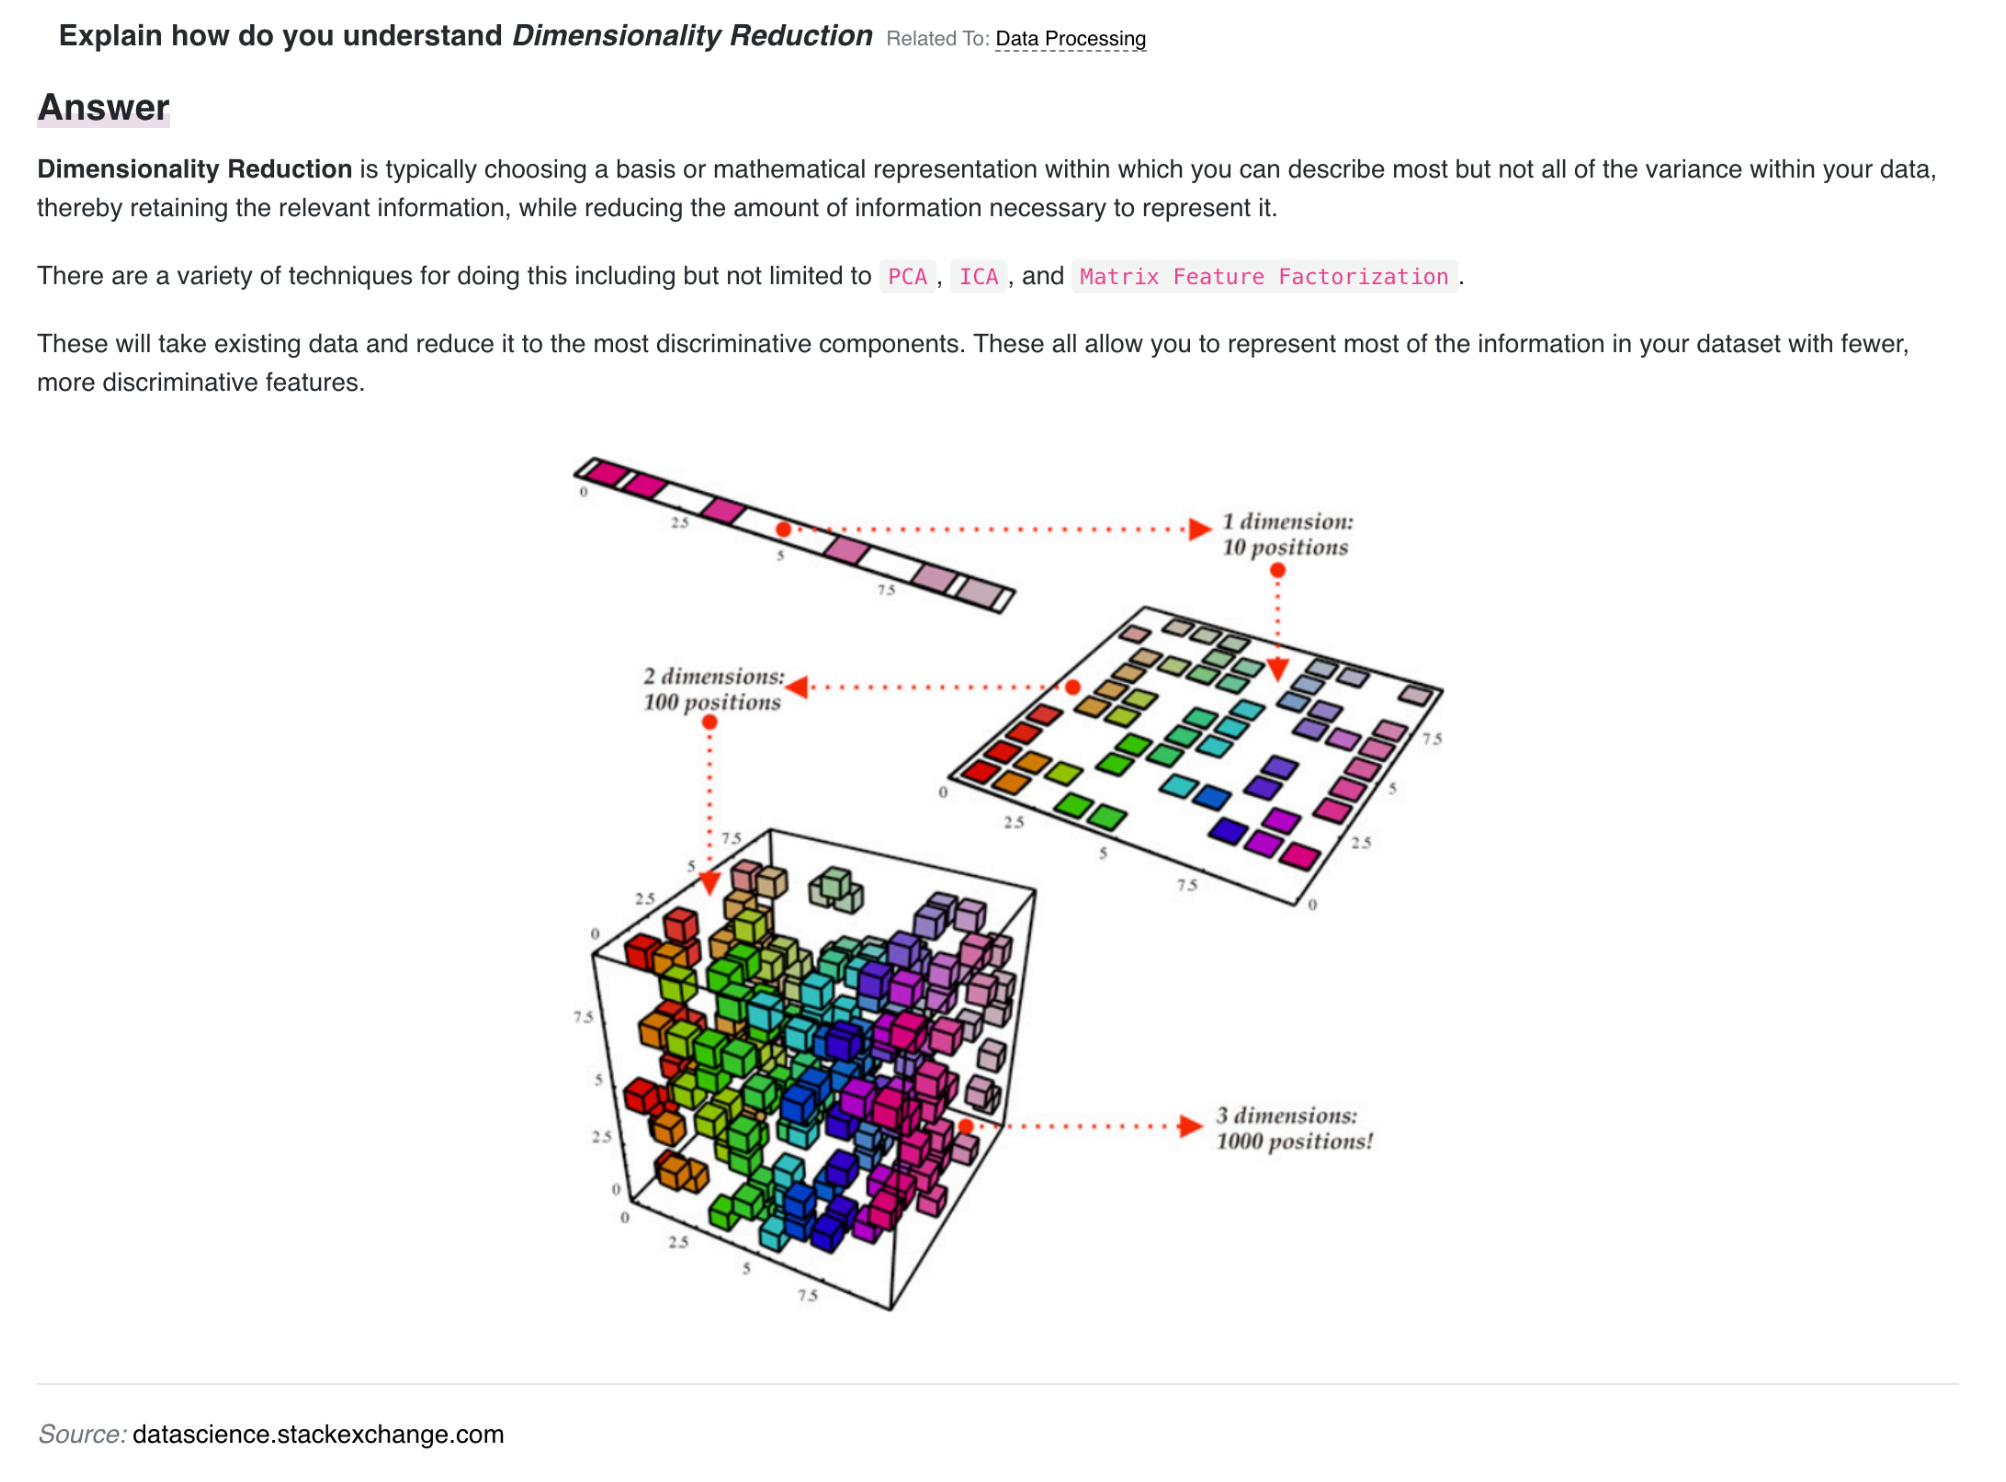 Explain how do you understand Dimensionality Reduction Related To: Data Processing
Answer
Dimensionality Reduction is typically choosing a basis or mathematical representation within which you can describe most but not all of the variance within your data,
thereby retaining the relevant information, while reducing the amount of information necessary to represent it.
There are a variety of techniques for doing this including but not limited to PCA , ICA , and Matrix Feature Factorization .
These will take existing data and reduce it to the most discriminative components. These all allow you to represent most of the information in your dataset with fewer,
more discriminative features.
0
2.5
5
7.5
1 dimension:
10 positions
2 dimensions:
100 positions
0
2.5
5
7.5
0
2.5
5
7.5
7.5
5
2.5
0
7.5
5
2.5
0
0
2.5
5
7.5
3 dimensions:
1000 positions!
Source: datascience.stackexchange.com